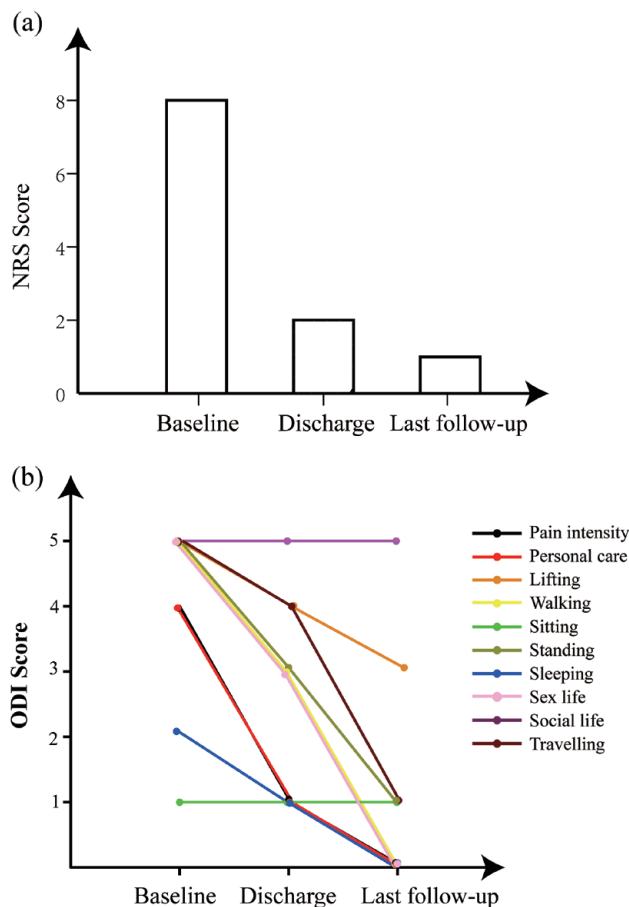 (a)
NRS Score
8
6
4
2
0
Baseline Discharge Last follow-up
(b)
ODI Score
5
4
3
2
1
Pain intensity
Personal care
Lifting
Walking
Sitting
Standing
Sleeping
Sex life
Social life
Travelling
Baseline Discharge Last follow-up